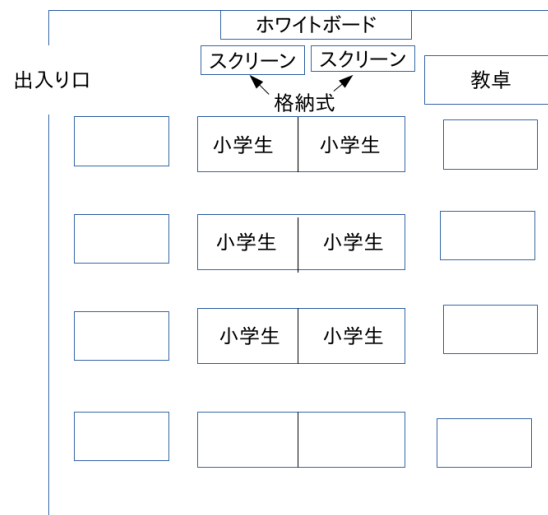 ホワイトボード
スクリーン
スクリーン
出入り口
教卓
格納式
小学生
小学生
小学生
小学生
小学生
小学生